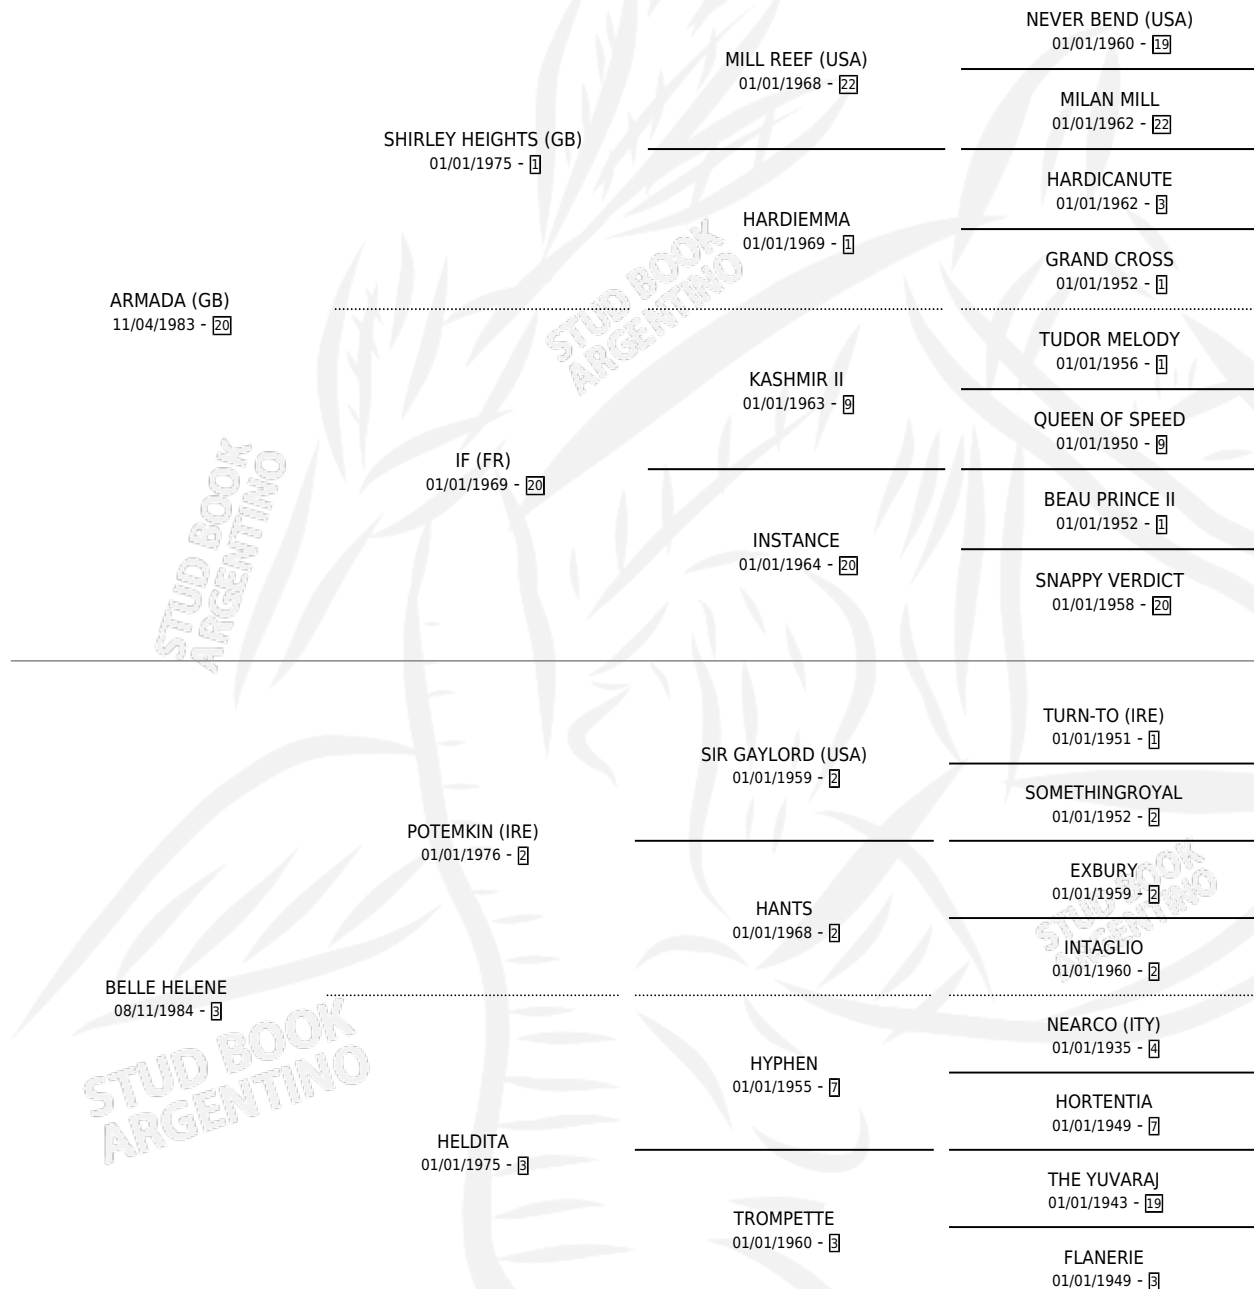 NEVER BEND (USA)
01/01/1960 - 19
MILL REEF (USA)
01/01/1968 - 22
MILAN MILL
01/01/1962 - 22
SHIRLEY HEIGHTS (GB)
01/01/1975 - 1
HARDICANUTE
01/01/1962 - 3
HARDIEMMA
01/01/1969 - 1
GRAND CROSS
01/01/1952 - 1
ARMADA (GB)
11/04/1983 - 20
TUDOR MELODY
01/01/1956 - 1
KASHMIR II
01/01/1963 - 9
QUEEN OF SPEED
01/01/1950 - 9
IF (FR)
01/01/1969 - 20
BEAU PRINCE II
01/01/1952 - 1
INSTANCE
01/01/1964 - 20
SNAPPY VERDICT
01/01/1958 - 20
TURN-TO (IRE)
01/01/1951 - 1
SIR GAYLORD (USA)
01/01/1959 - 2
SOMETHINGROYAL
01/01/1952 - 2
POTEMKIN (IRE)
01/01/1976 - 2
EXBURY
01/01/1959 - 2
HANTS
01/01/1968 - 2
INTAGLIO
01/01/1960 - 2
BELLE HELENE
08/11/1984 - 3
NEARCO (ITY)
01/01/1935 - 4
HYPHEN
01/01/1955 - 7
HORTENTIA
01/01/1949 - 7
HELDITA
01/01/1975 - 3
THE YUVARAJ
01/01/1943 - 19
TROMPETTE
01/01/1960 - 3
FLANERIE
01/01/1949 - 3
STUD BOOK
ARGENTINO
STUD BOOK
ARGENTINO
STUD BOOK
ARGENTINO
STUD BOOK
ARGENTINO